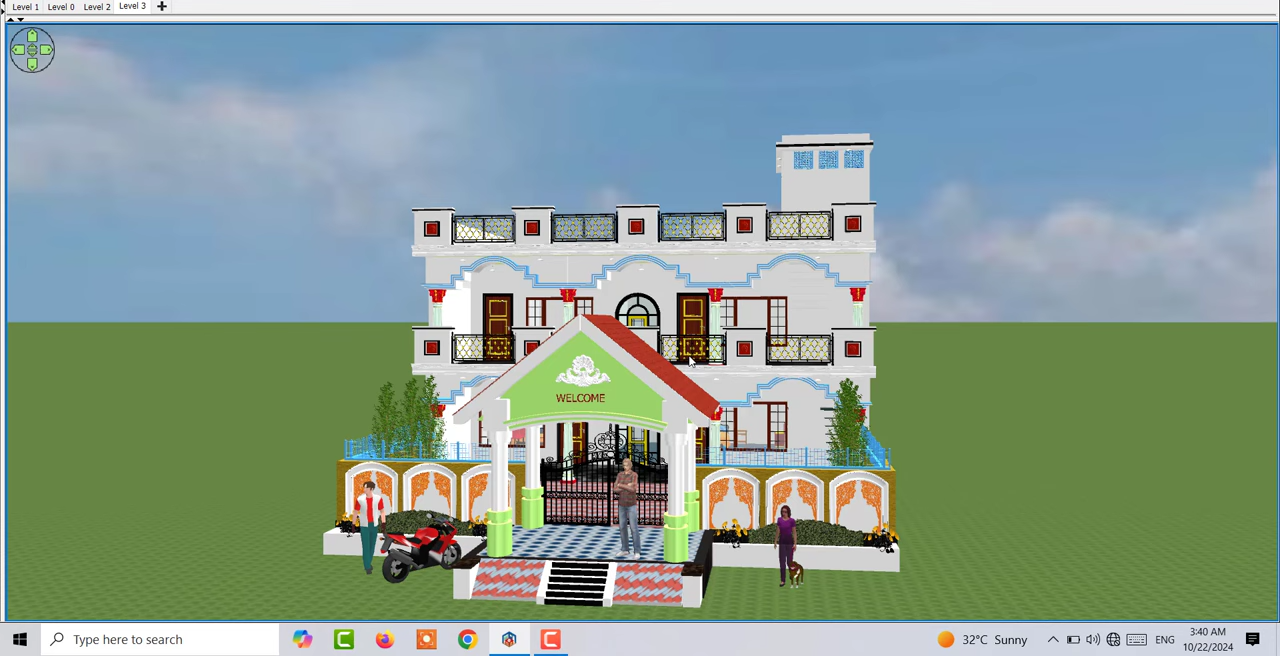 Level 1 Level 0 Level 2 Level 3
WELCOME
Type here to search
32°C Sunny
ENG
3:40 AM
10/22/2024